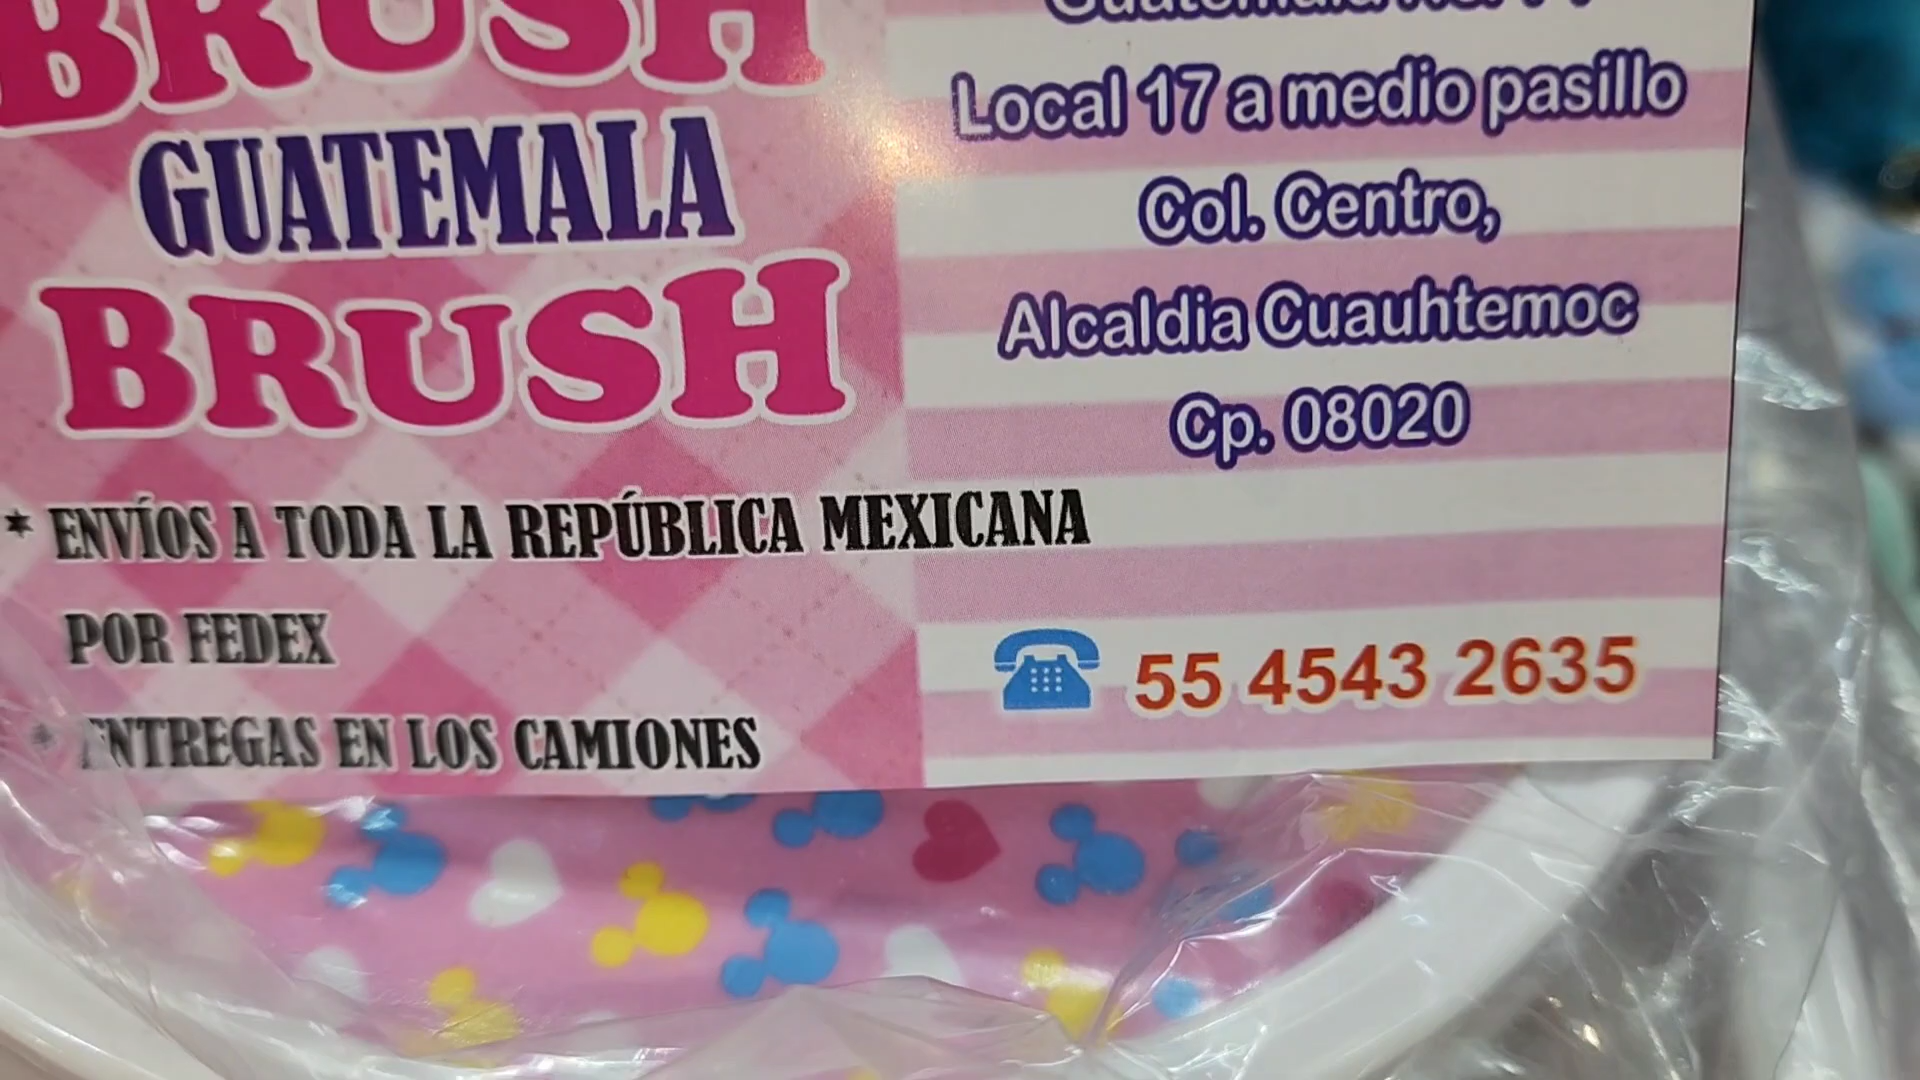 BRUSH
GUATEMALA
BRUSH
* ENVÍOS A TODA LA REPÚBLICA MEXICANA
POR FEDEX
* ENTREGAS EN LOS CAMIONES
Guatemala
Local 17 a medio pasillo
Col. Centro,
Alcaldia Cuauhtemoc
Cp. 08020
55 4543 2635